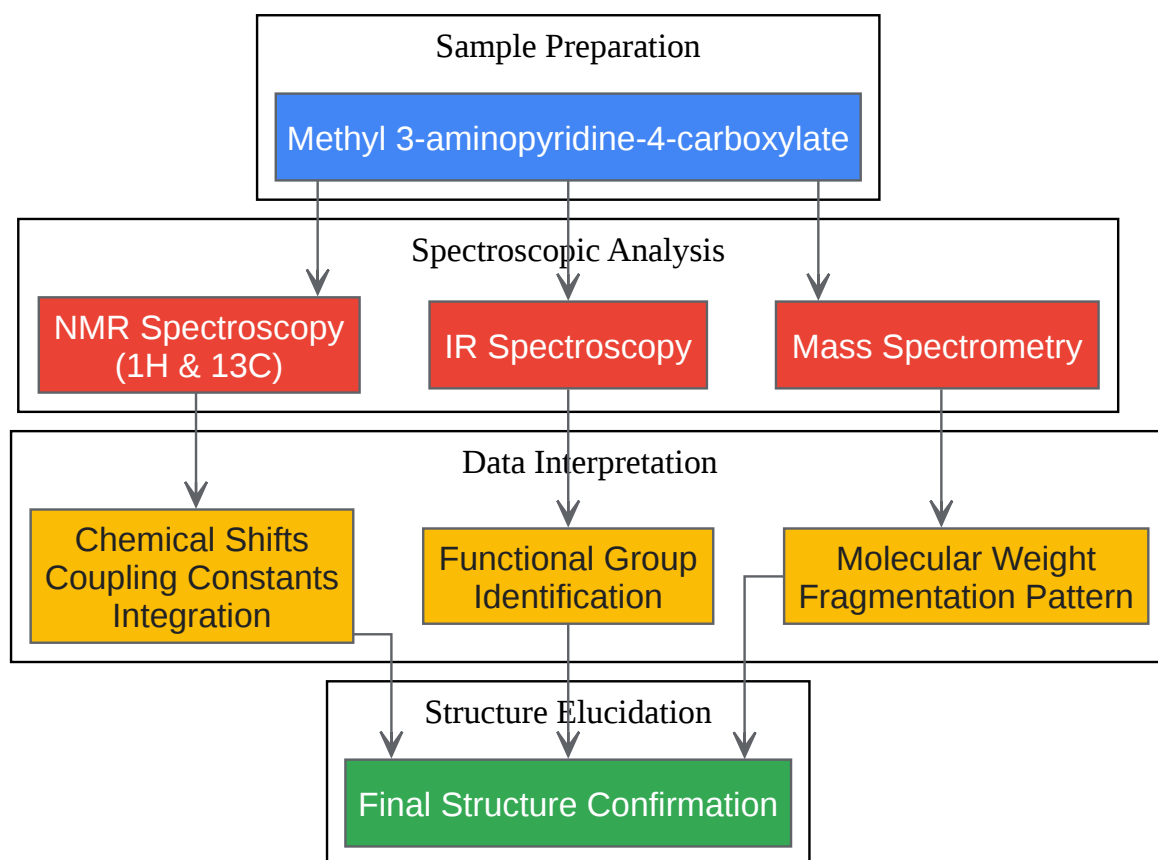 Sample Preparation
Methyl 3-aminopyridine-4-carboxylate
Spectroscopic Analysis
NMR Spectroscopy
(1H & 13C)
IR Spectroscopy
Mass Spectrometry
Data Interpretation
Chemical Shifts
Coupling Constants
Integration
Functional Group
Identification
Molecular Weight
Fragmentation Pattern
Structure Elucidation
Final Structure Confirmation